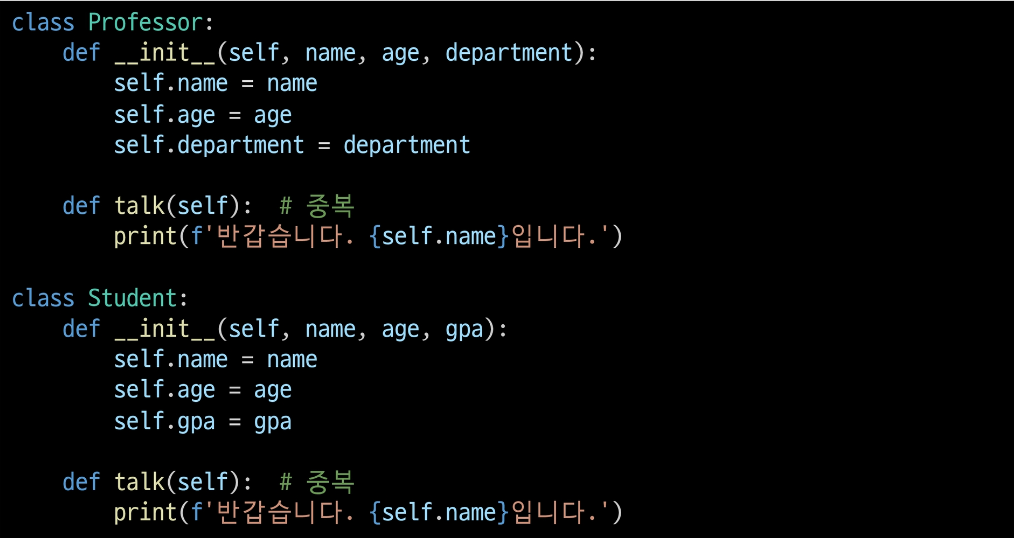 class Professor:
    def __init__(self, name, age, department):
        self.name = name
        self.age = age
        self.department = department

    def talk(self):  # 중복
        print(f'반갑습니다. {self.name}입니다.')

class Student:
    def __init__(self, name, age, gpa):
        self.name = name
        self.age = age
        self.gpa = gpa

    def talk(self):  # 중복
        print(f'반갑습니다. {self.name}입니다.')